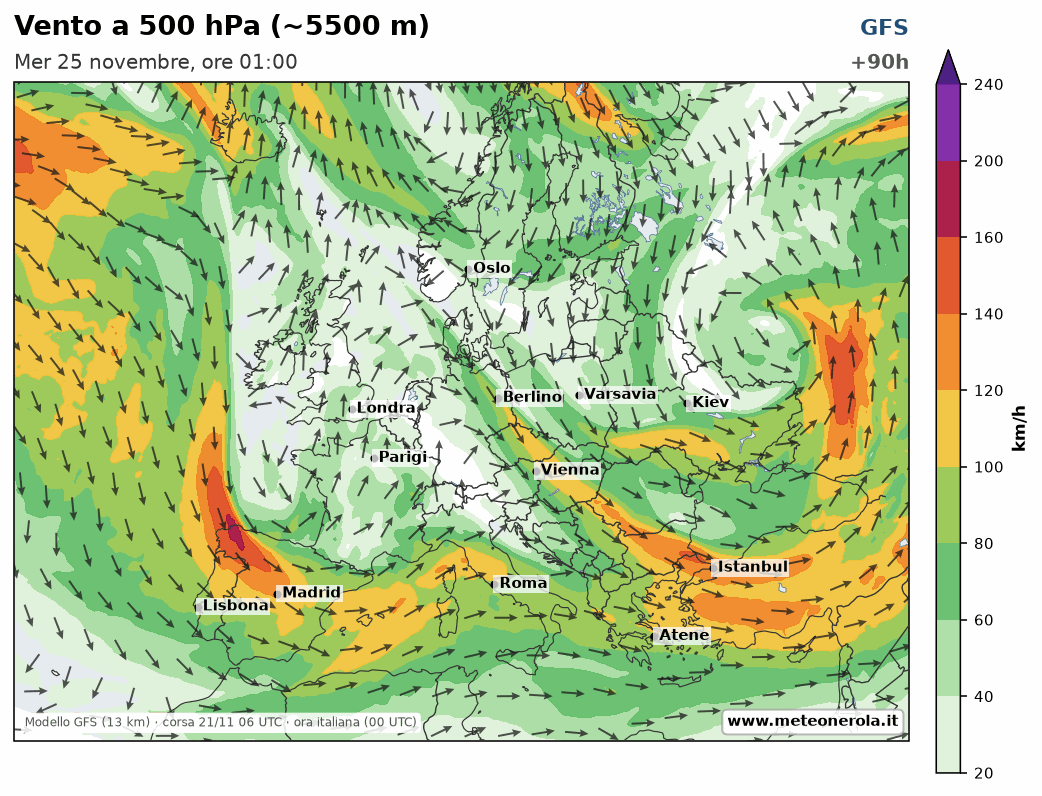 Vento a 500 hPa (~5500 m)
GFS
Mer 25 novembre, ore 01:00
+90h
240
200
160
140
120
100
80
60
40
20
km/h
Oslo
Berlino
Varsavia
Kiev
Londra
Parigi
Vienna
Istanbul
Roma
Madrid
Lisbona
Atene
Modello GFS (13 km) · corsa 21/11 06 UTC · ora italiana (00 UTC)
www.meteonerola.it